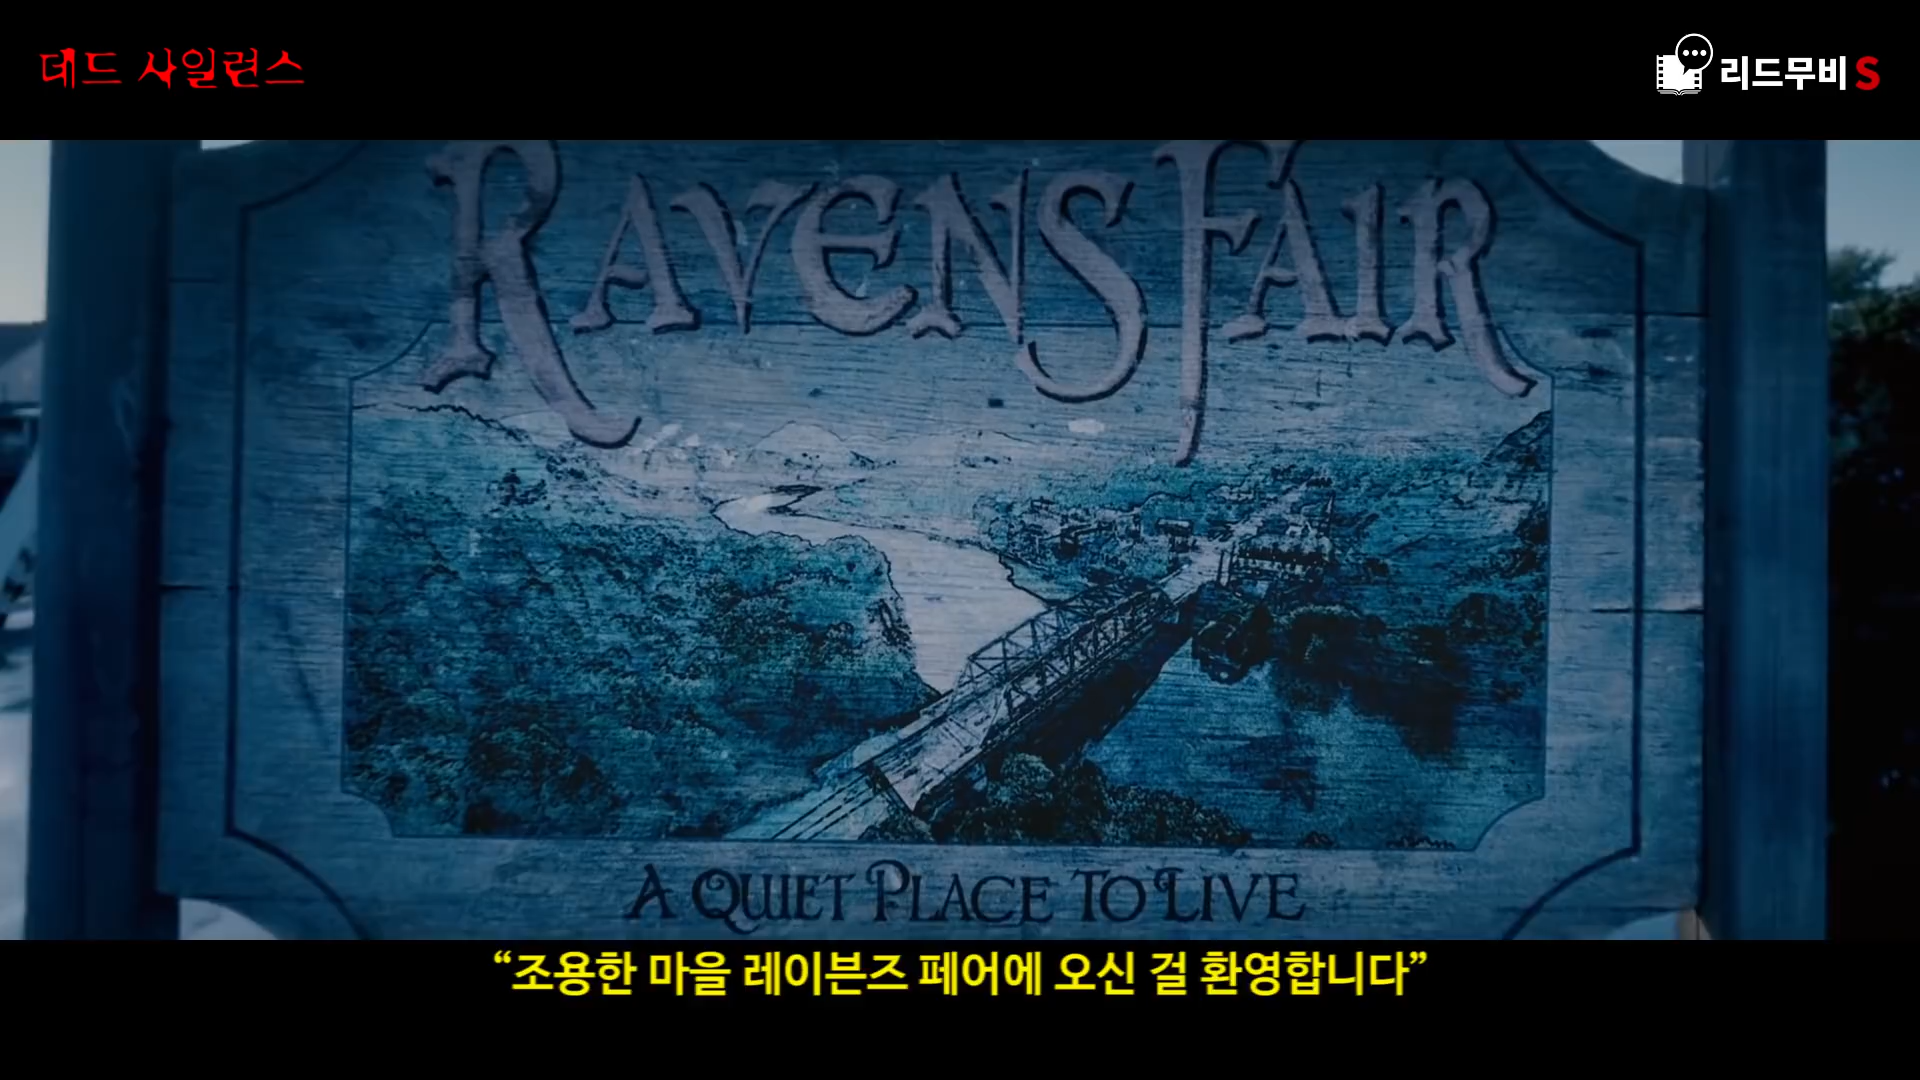 데드 사일런스
리드무비 S
RAVENS FAIR
A QUIET PLACE TO LIVE
“조용한 마을 레이븐즈 페어에 오신 걸 환영합니다”